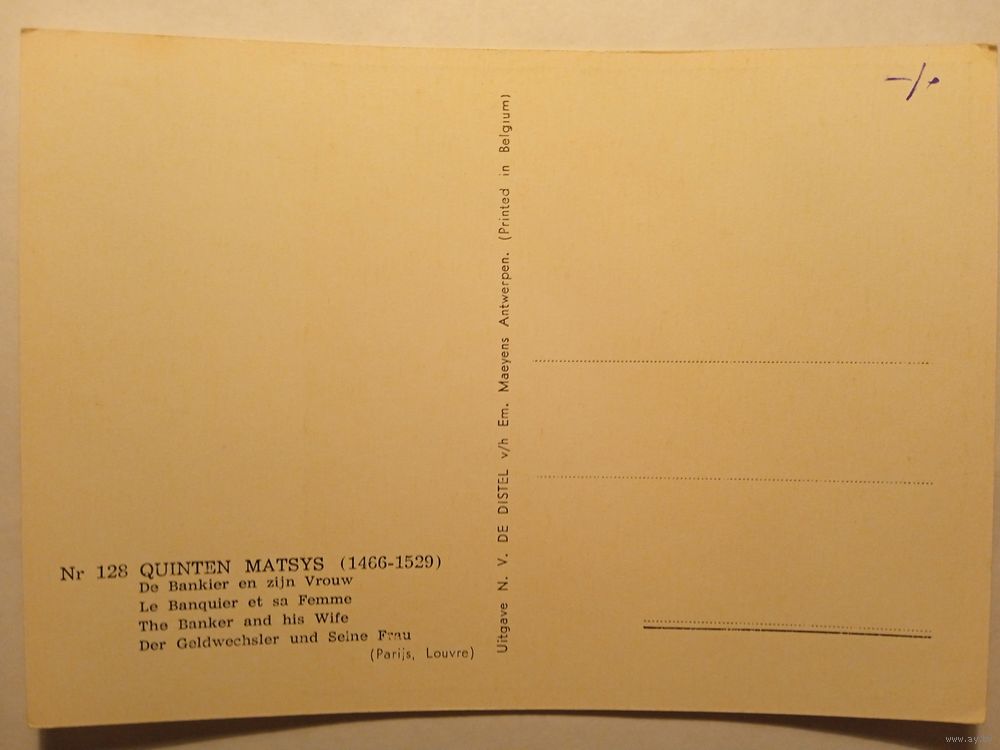 Nr 128 QUINTEN MATSYS (1466-1529)
De Bankier en zijn Vrouw
Le Banquier et sa Femme
The Banker and his Wife
Der Geldwechsler und Seine Frau
(Parijs, Louvre)
Uitgave N. V. DE DISTEL v/h Em. Maeyens Antwerpen. (Printed in Belgium)